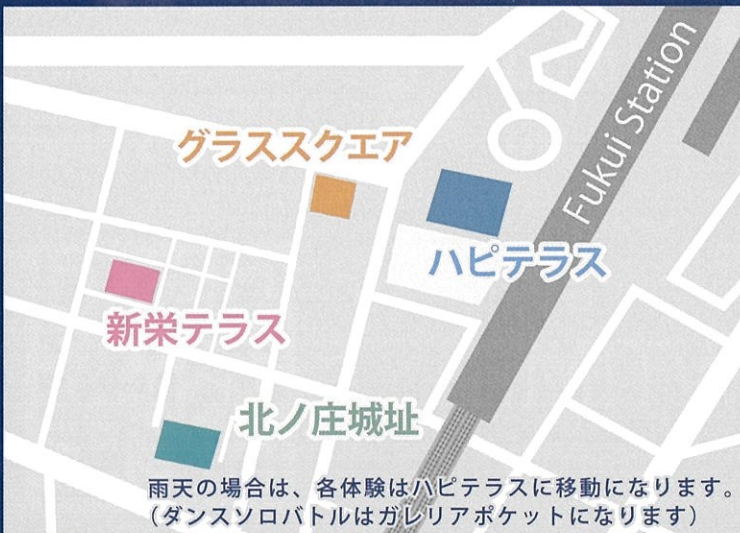 グラススクエア
Fukui Station
ハピテラス
新栄テラス
北ノ庄城址
雨天の場合は、各体験はハピテラスに移動になります。
（ダンスソロバトルはガレリアポケットになります）